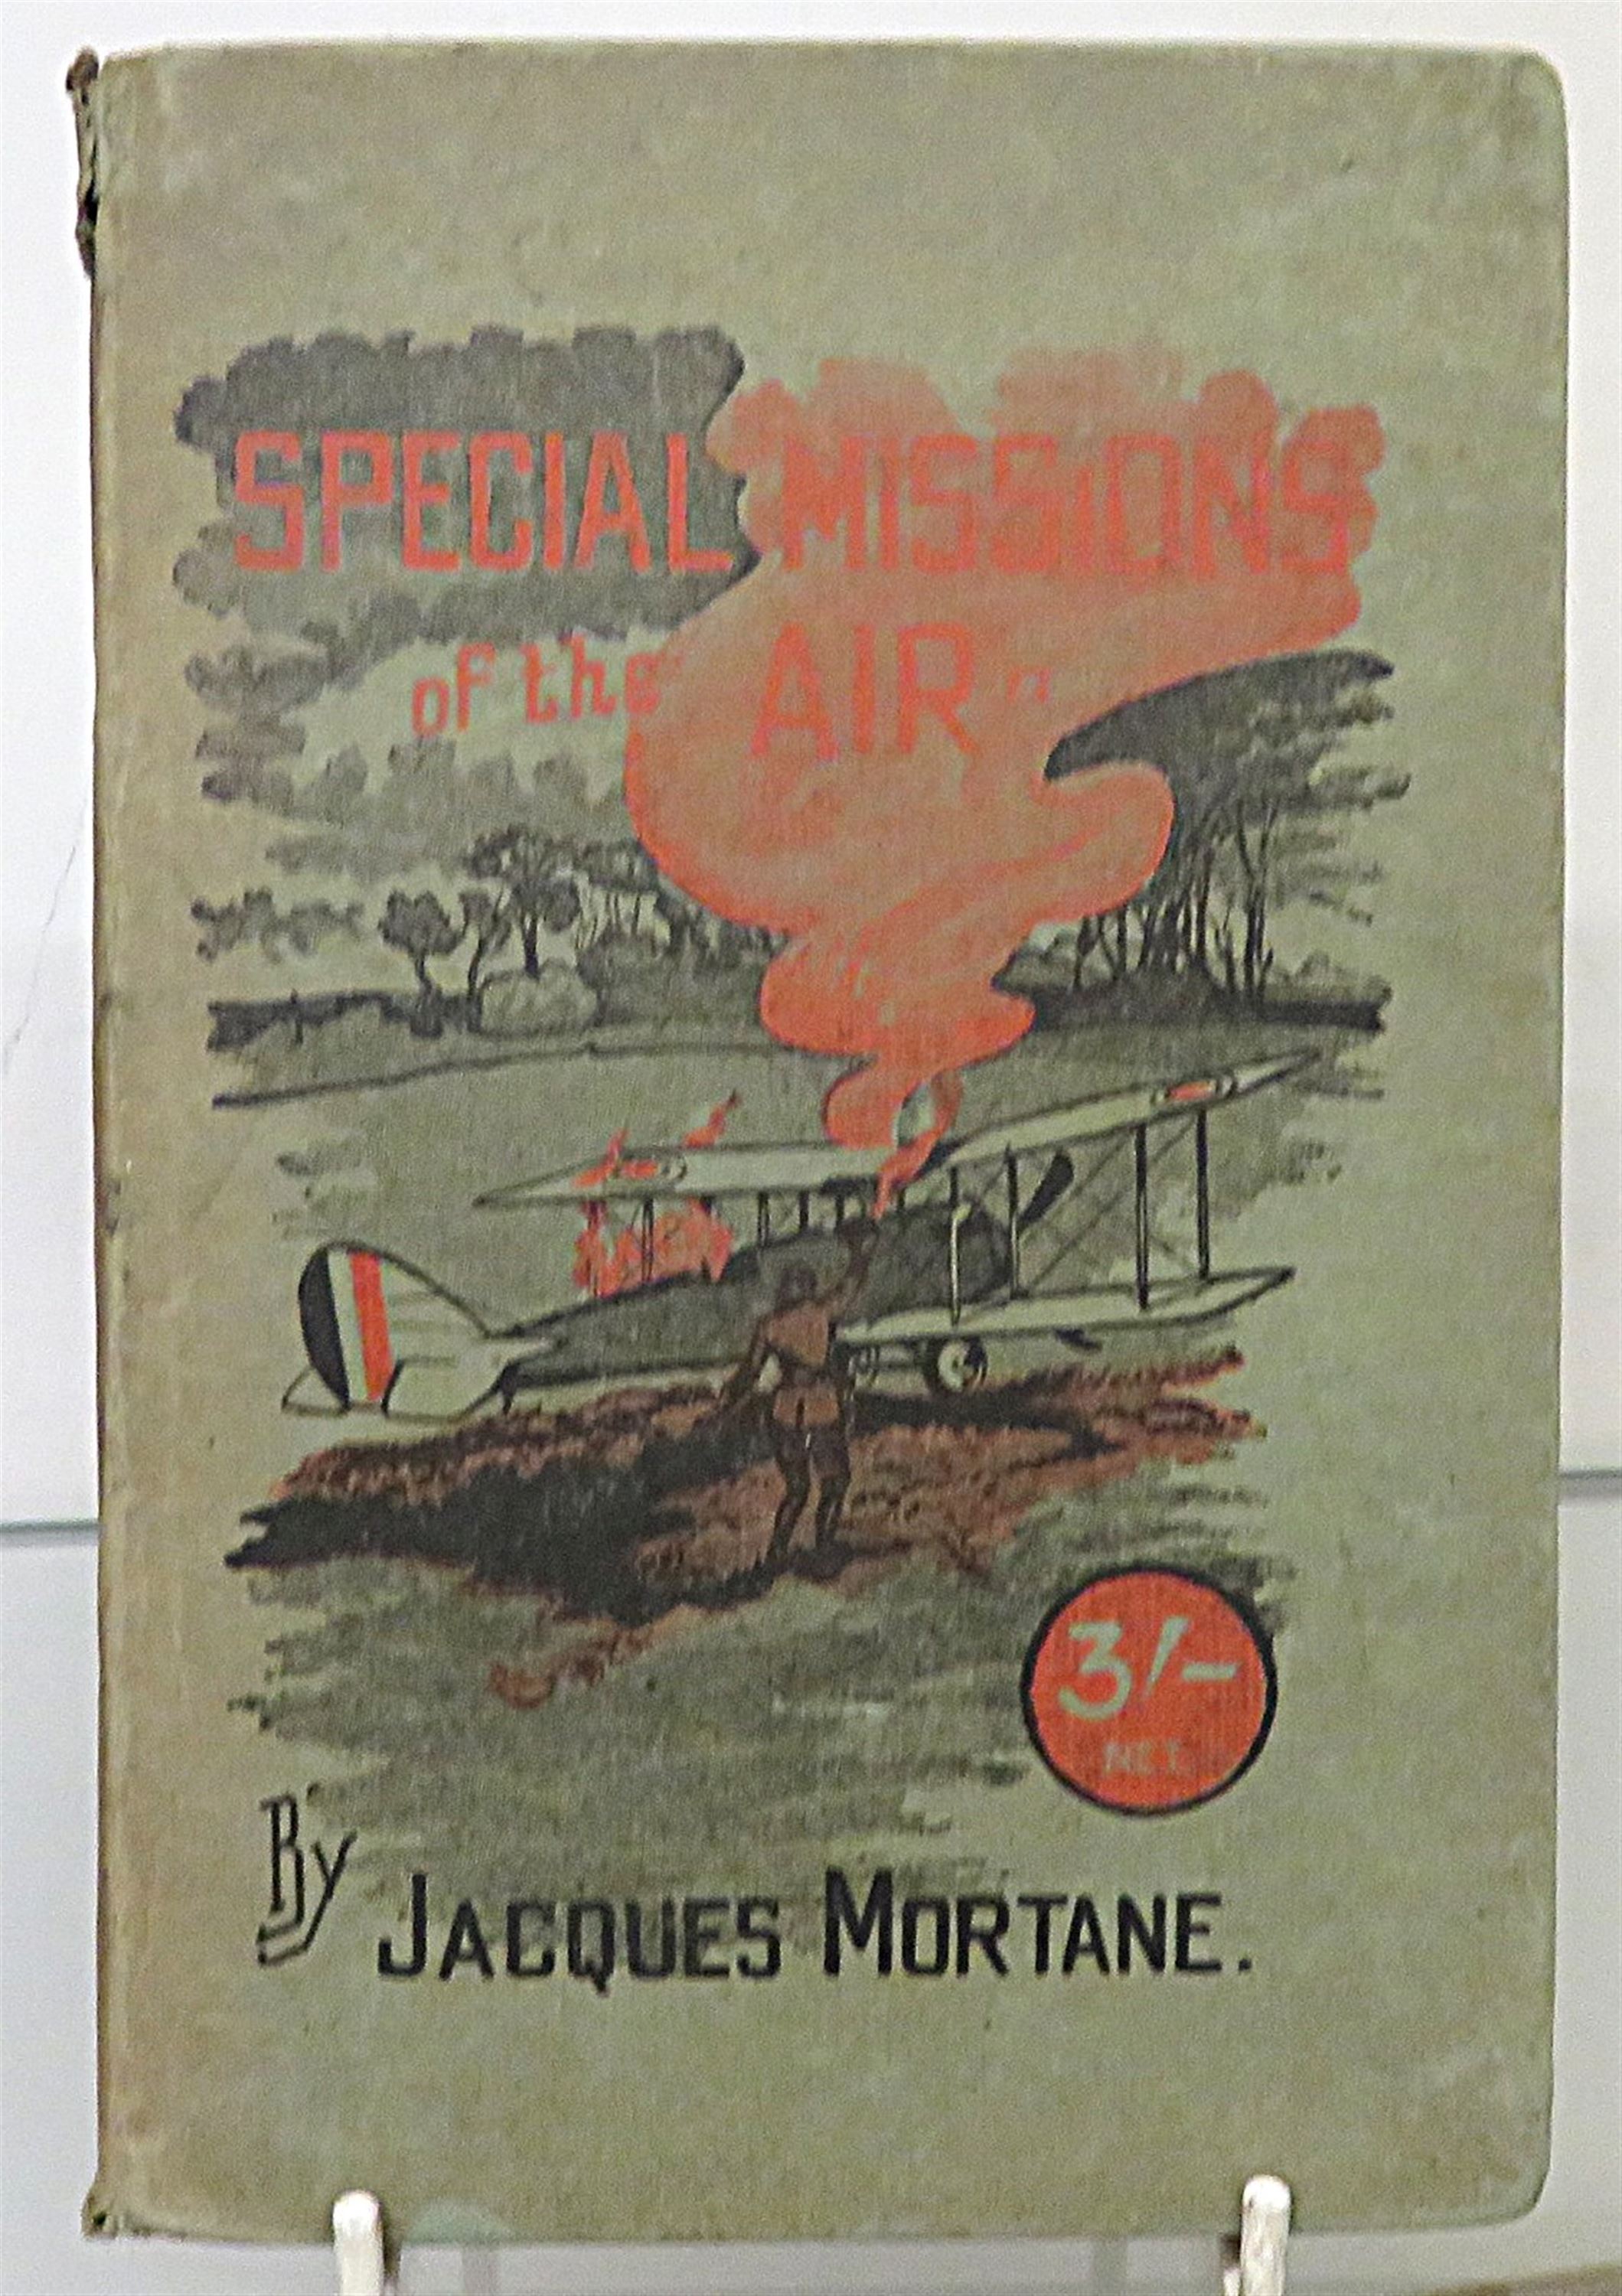 SPECIAL MISSIONS
of the AIR
3/-
NET.
By
JACQUES MORTANE.